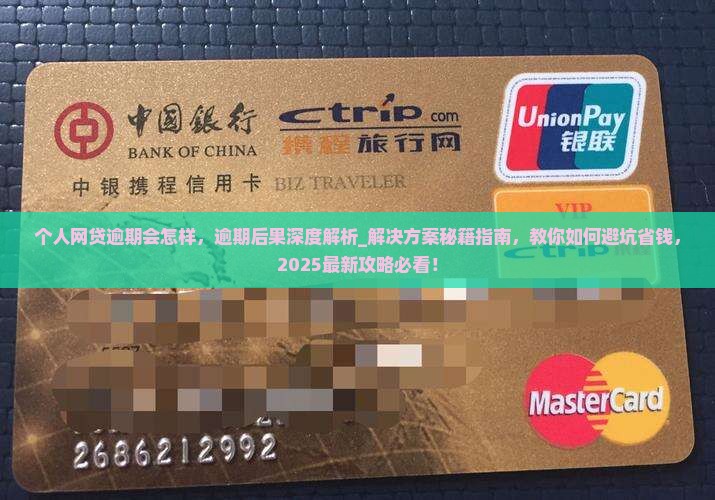 中國銀行
BANK OF CHINA
ctrip.com
携程旅行网
UnionPay
银联
中银携程信用卡 BIZ TRAVELER
VIP
个人网贷逾期会怎样，逾期后果深度解析_解决方案秘籍指南，教你如何避坑省钱，
2025最新攻略必看！
MasterCard
2686212992